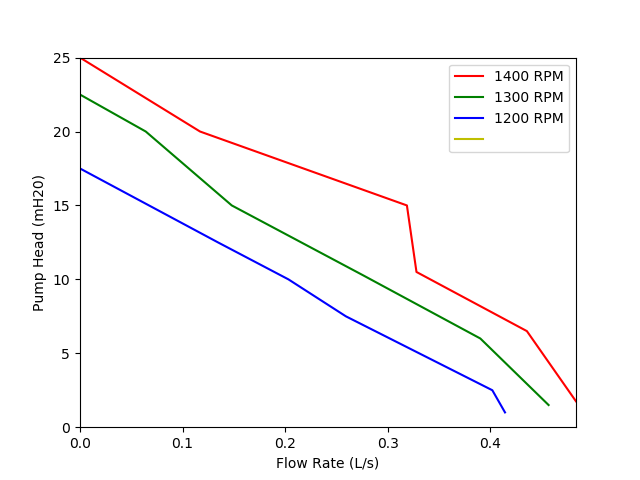 25
20
15
10
5
0
0.0 0.1 0.2 0.3 0.4
Pump Head (mH20)
Flow Rate (L/s)
1400 RPM
1300 RPM
1200 RPM